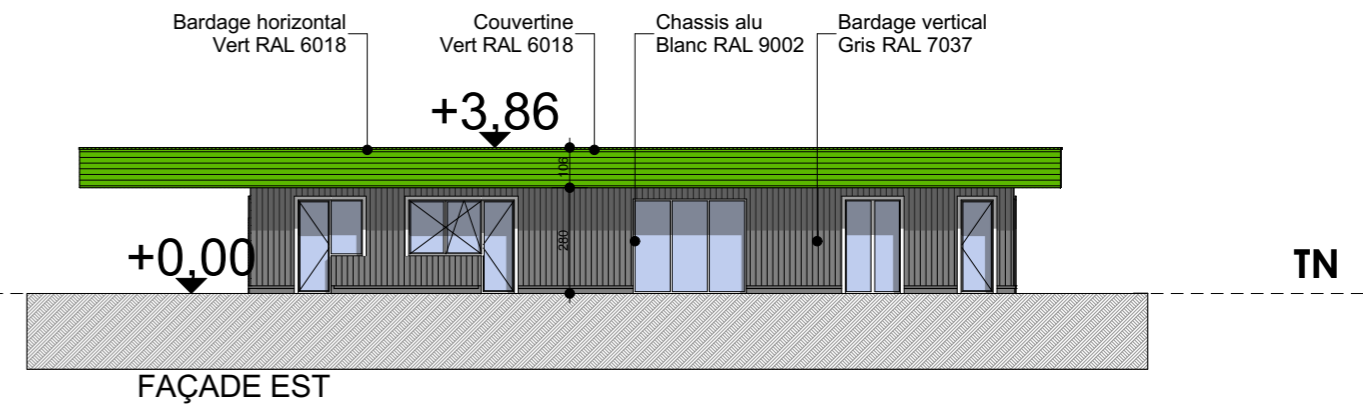 Bardage horizontal
Vert RAL 6018
Couvertine
Vert RAL 6018
Chassis alu
Blanc RAL 9002
Bardage vertical
Gris RAL 7037
+3,86
106
280
+0,00
TN
FAÇADE EST